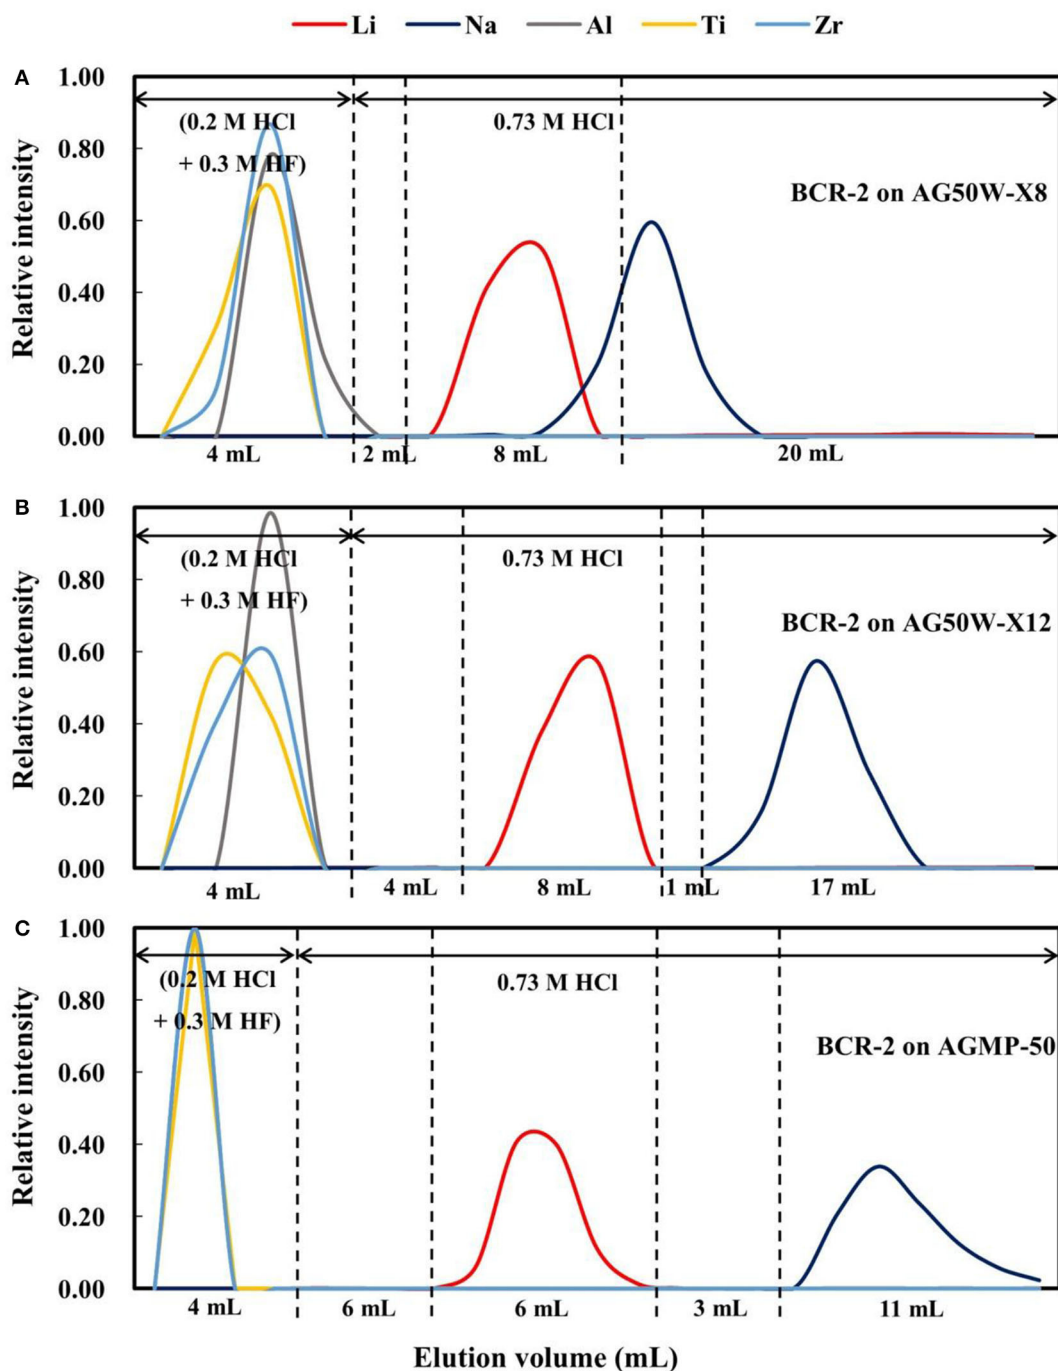 Li Na Al Ti Zr
A
1.00
0.80
0.60
0.40
0.20
0.00
Relative intensity
(0.2 M HCl
+ 0.3 M HF)
0.73 M HCl
BCR-2 on AG50W-X8
4 mL 2 mL 8 mL 20 mL
B
1.00
0.80
0.60
0.40
0.20
0.00
Relative intensity
(0.2 M HCl
+ 0.3 M HF)
0.73 M HCl
BCR-2 on AG50W-X12
4 mL 4 mL 8 mL 1 mL 17 mL
C
1.00
0.80
0.60
0.40
0.20
0.00
Relative intensity
(0.2 M HCl
+ 0.3 M HF)
0.73 M HCl
BCR-2 on AGMP-50
4 mL 6 mL 6 mL 3 mL 11 mL
Elution volume (mL)